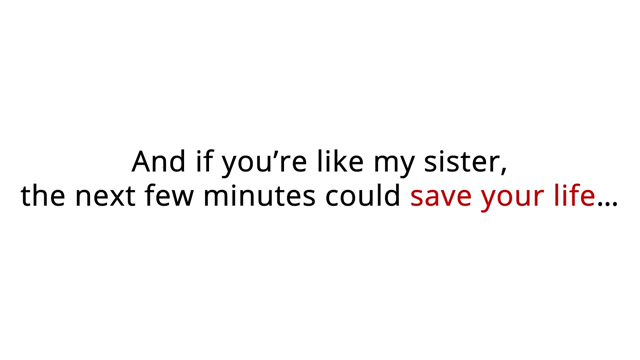 And if you’re like my sister,
the next few minutes could save your life...